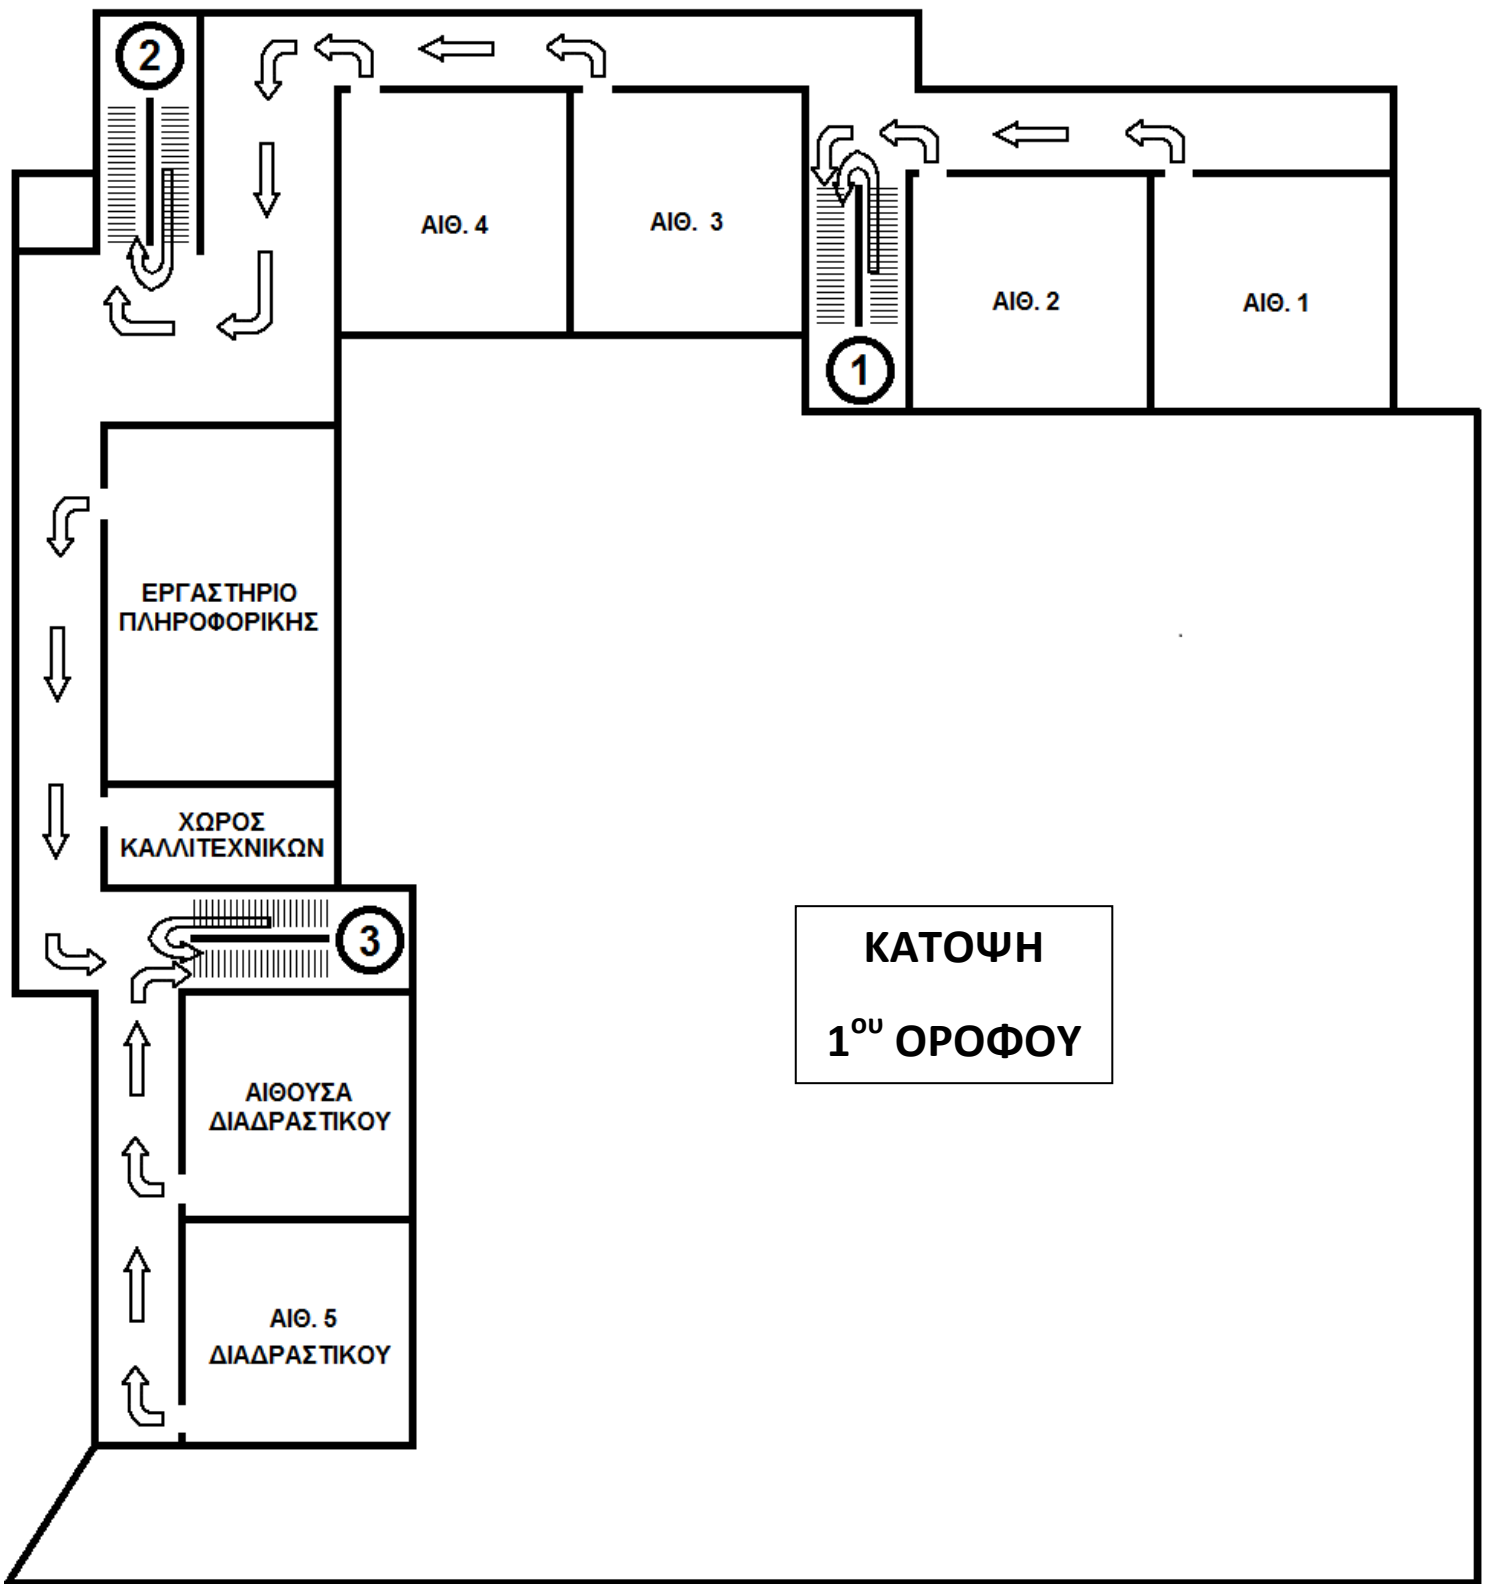 2
ΑΙΘ. 4
ΑΙΘ. 3
ΑΙΘ. 2
ΑΙΘ. 1
1
ΕΡΓΑΣΤΗΡΙΟ
ΠΛΗΡΟΦΟΡΙΚΗΣ
ΧΩΡΟΣ
ΚΑΛΛΙΤΕΧΝΙΚΩΝ
3
ΚΑΤΟΨΗ
1ου ΟΡΟΦΟΥ
ΑΙΘΟΥΣΑ
ΔΙΑΔΡΑΣΤΙΚΟΥ
ΑΙΘ. 5
ΔΙΑΔΡΑΣΤΙΚΟΥ